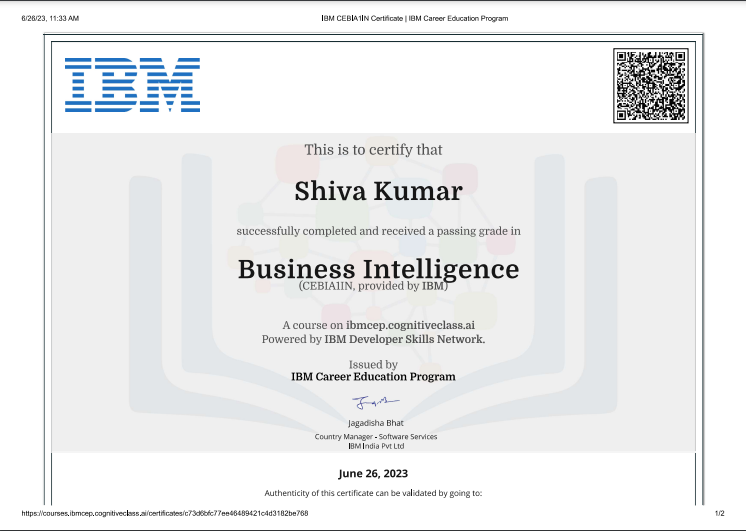 6/26/23, 11:33 AM
IBM CEBIA1IN Certificate | IBM Career Education Program
IBM
This is to certify that
Shiva Kumar
successfully completed and received a passing grade in
Business Intelligence
(CEBIA1IN, provided by IBM)
A course on ibmcep.cognitiveclass.ai
Powered by IBM Developer Skills Network.
Issued by
IBM Career Education Program
Jagadisha Bhat
Country Manager - Software Services
IBM India Pvt Ltd
June 26, 2023
Authenticity of this certificate can be validated by going to:
https://courses.ibmcep.cognitiveclass.ai/certificates/c73d6bfc77ee46489421c4d3182be768
1/2